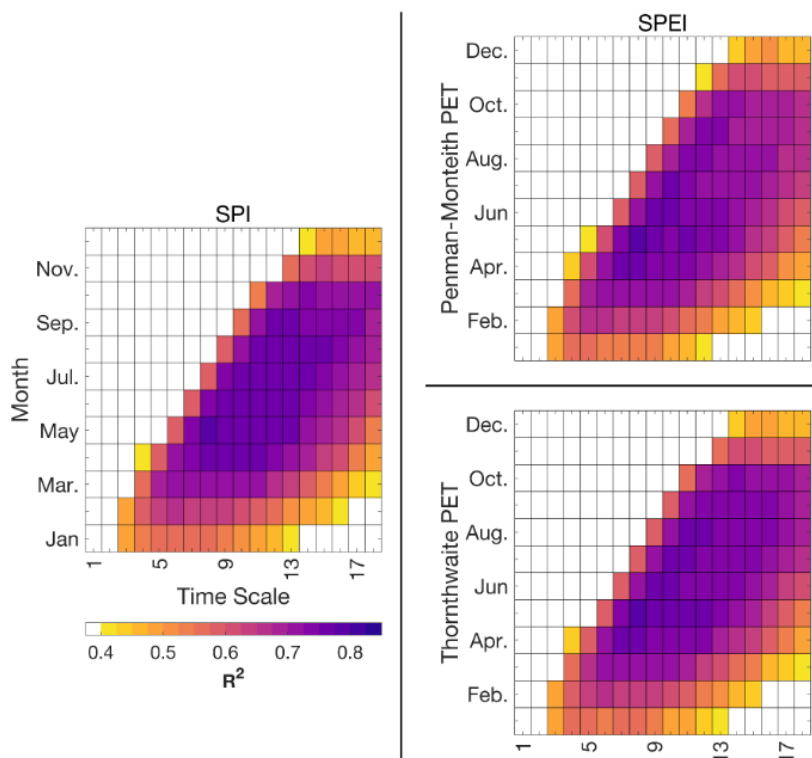 SPI
Month
Nov.
Sep.
Jul.
May
Mar.
Jan
1 5 9 13 17
Time Scale
0.4 0.5 0.6 0.7 0.8
R²
SPEI
Penman-Monteith PET
Dec.
Oct.
Aug.
Jun
Apr.
Feb.
Thornthwaite PET
Dec.
Oct.
Aug.
Jun
Apr.
Feb.
1 5 9 13 17